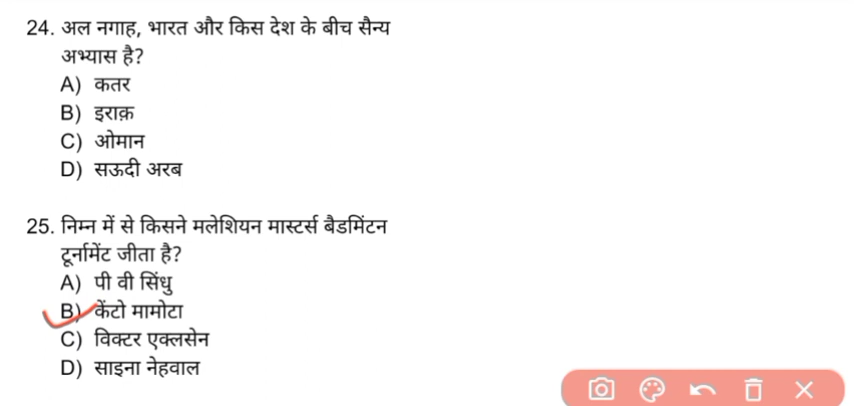 24. अल नगाह, भारत और किस देश के बीच सैन्य
अभ्यास है?
A) कतर
B) इराक़
C) ओमान
D) सऊदी अरब
25. निम्न में से किसने मलेशियन मास्टर्स बैडमिंटन
टूर्नामेंट जीता है?
A) पी वी सिंधु
B) केंटो मामोटा
C) विक्टर एक्लसेन
D) साइना नेहवाल